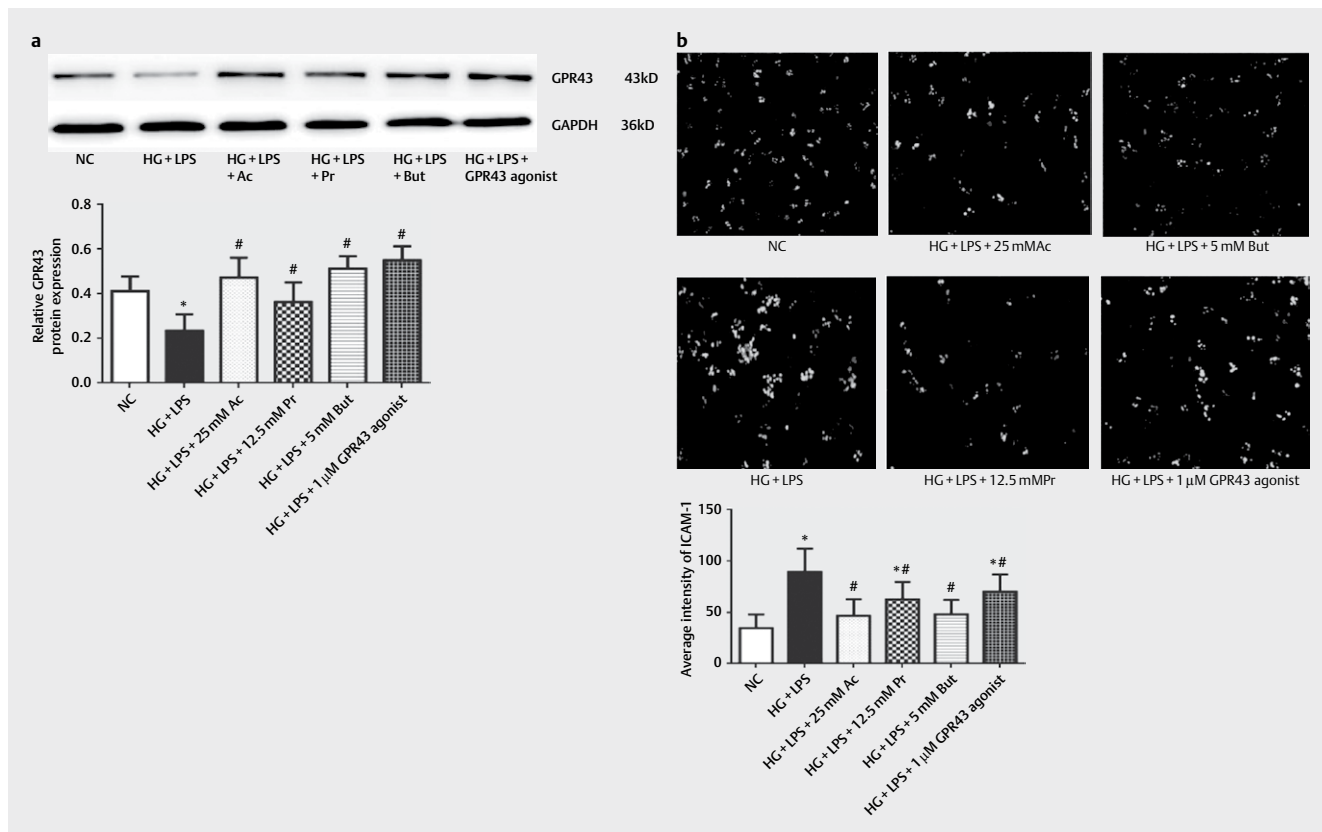 a
GPR43 43kD
GAPDH 36kD
NC HG + LPS HG + LPS HG + LPS HG + LPS HG + LPS +
+ Ac + Pr + But GPR43 agonist
Relative GPR43
protein expression
0.8
0.6
0.4
0.2
0.0
*
#
#
#
#
NC
HG + LPS
HG + LPS + 25 mM Ac
HG + LPS + 12.5 mM Pr
HG + LPS + 5 mM But
HG + LPS + 1 μM GPR43 agonist
b
NC HG + LPS + 25 mMAc HG + LPS + 5 mM But
HG + LPS HG + LPS + 12.5 mMPr HG + LPS + 1 μM GPR43 agonist
Average intensity of ICAM-1
150
100
50
0
*
#
*#
#
*#
NC
HG + LPS
HG + LPS + 25 mM Ac
HG + LPS + 12.5 mM Pr
HG + LPS + 5 mM But
HG + LPS + 1 μM GPR43 agonist